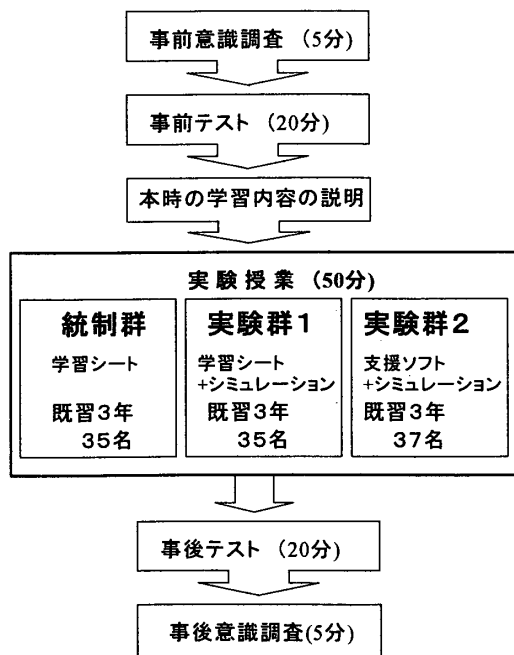 事前意識調査 (5分)
事前テスト (20分)
本時の学習内容の説明
実験授業 (50分)
統制群
学習シート
既習3年
35名
実験群1
学習シート
+シミュレーション
既習3年
35名
実験群2
支援ソフト
+シミュレーション
既習3年
37名
事後テスト (20分)
事後意識調査(5分)